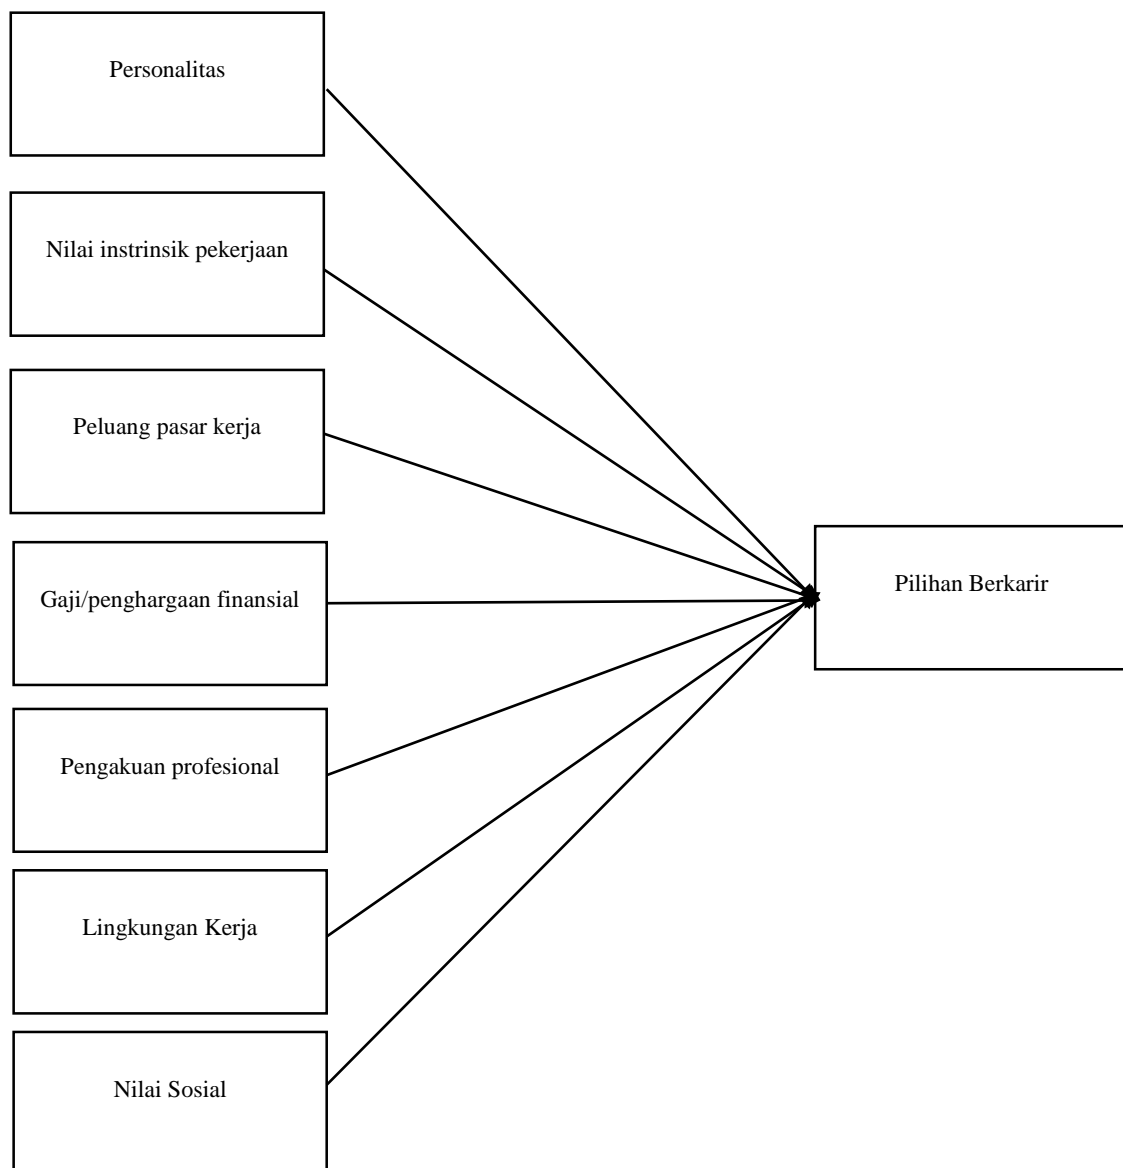 Personalitas
Nilai instrinsik pekerjaan
Peluang pasar kerja
Gaji/penghargaan finansial
Pilihan Berkarir
Pengakuan profesional
Lingkungan Kerja
Nilai Sosial